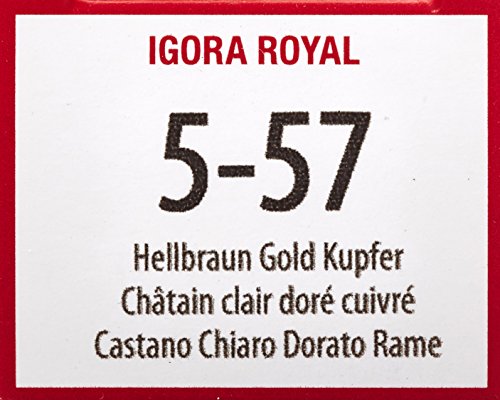 IGORA ROYAL
5-57
Hellbraun Gold Kupfer
Châtain clair doré cuivré
Castano Chiaro Dorato Rame